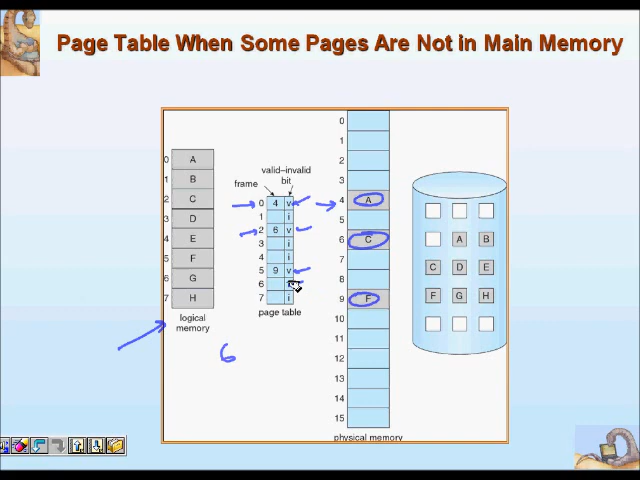 Page Table When Some Pages Are Not in Main Memory
0 A
1 B
2 C
3 D
4 E
5 F
6 G
7 H
logical
memory
valid–invalid
bit
frame
0 4 v
1 i
2 6 v
3 i
4 i
5 9 v
6
7 i
page table
6
0
1
2
3
4 A
5
6 C
7
8
9 F
10
11
12
13
14
15
physical memory
A B
C D E
F G H